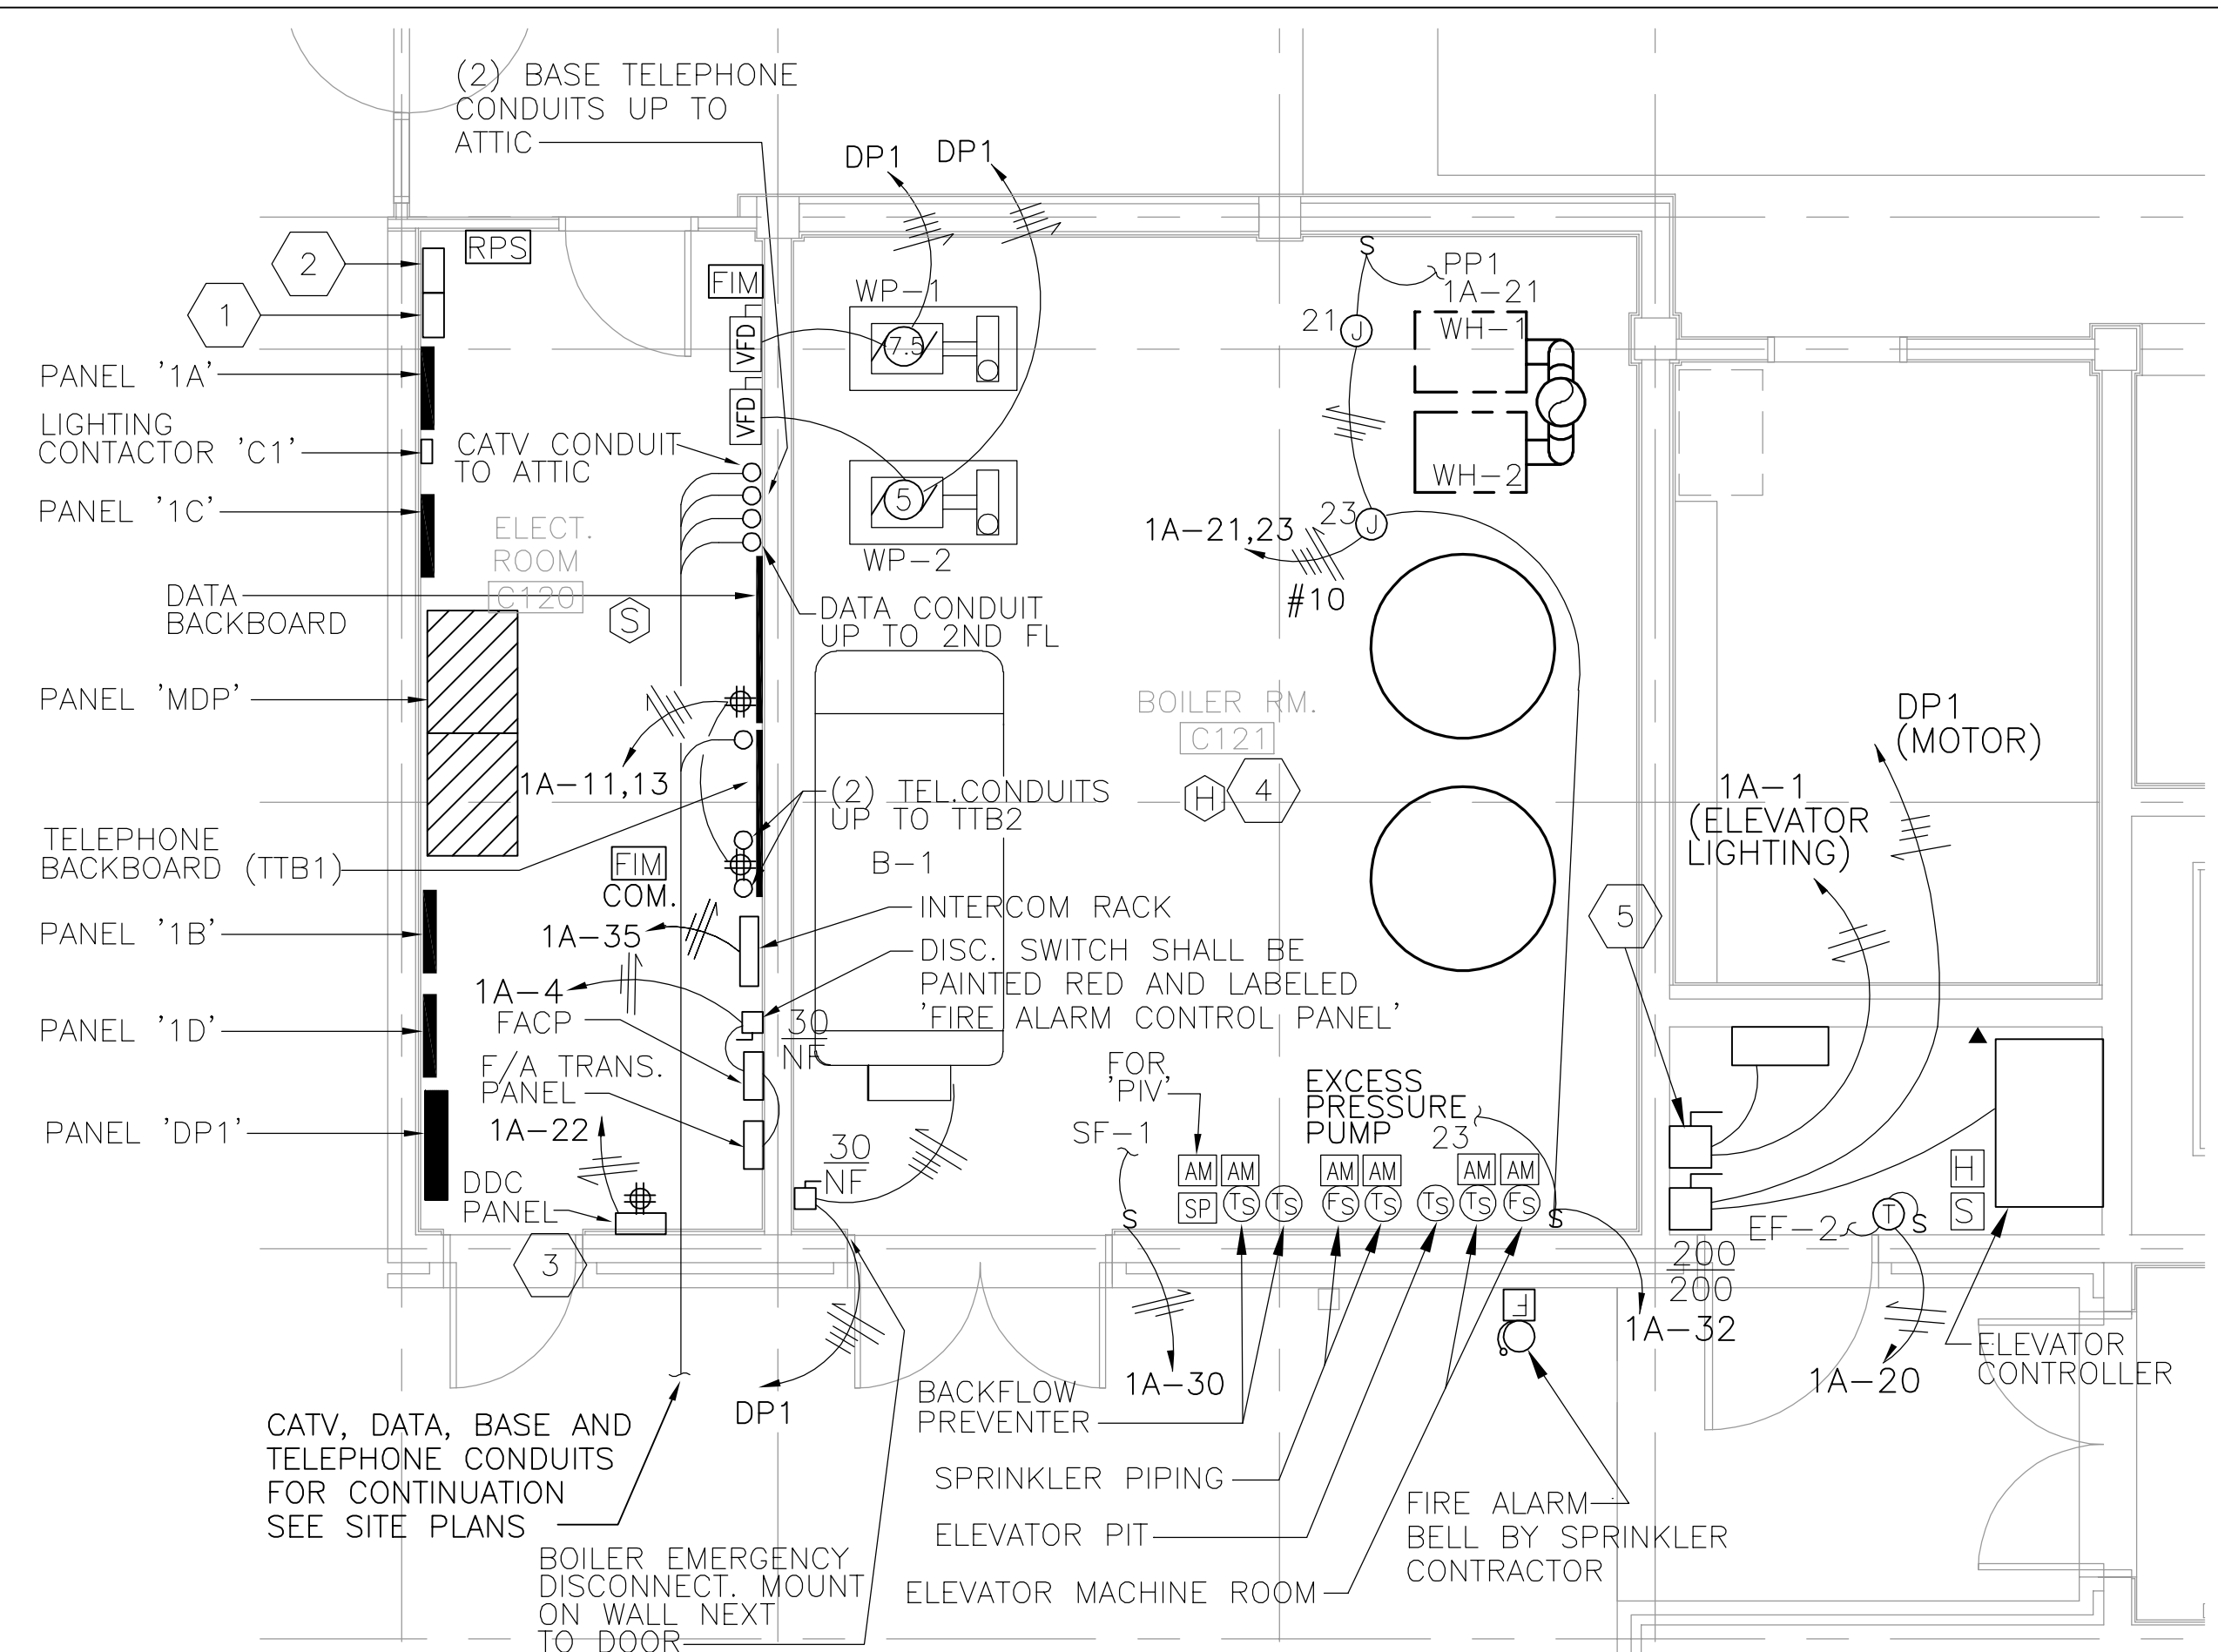 (2) BASE TELEPHONE
CONDUITS UP TO
ATTIC
DP1
DP1
RPS
2
1
FIM
VFD
VFD
WP-1
7.5
5
WP-2
S
PP1
1A-21
21
J
WH-1
WH-2
23
J
1A-21,23
#10
PANEL '1A'
LIGHTING
CONTACTOR 'C1'
PANEL '1C'
CATV CONDUIT
TO ATTIC
ELECT.
ROOM
C120
S
DATA
BACKBOARD
DATA CONDUIT
UP TO 2ND FL
PANEL 'MDP'
1A-11,13
BOILER RM.
C121
H
4
(2) TEL.CONDUITS
UP TO TTB2
TELEPHONE
BACKBOARD (TTB1)
FIM
COM.
B-1
DP1
(MOTOR)
1A-1
(ELEVATOR
LIGHTING)
5
PANEL '1B'
1A-35
INTERCOM RACK
DISC. SWITCH SHALL BE
PAINTED RED AND LABELED
'FIRE ALARM CONTROL PANEL'
1A-4
FACP
30
NF
PANEL '1D'
F/A TRANS.
PANEL
1A-22
PANEL 'DP1'
DDC
PANEL
3
30
NF
FOR
'PIV'
SF-1
EXCESS
PRESSURE
PUMP
23
AM
AM
AM
AM
AM
AM
SP
TS
TS
FS
TS
TS
TS
FS
S
S
H
S
EF-2
T
S
200
200
F
1A-32
1A-30
1A-20
ELEVATOR
CONTROLLER
DP1
BACKFLOW
PREVENTER
SPRINKLER PIPING
ELEVATOR PIT
ELEVATOR MACHINE ROOM
FIRE ALARM
BELL BY SPRINKLER
CONTRACTOR
CATV, DATA, BASE AND
TELEPHONE CONDUITS
FOR CONTINUATION
SEE SITE PLANS
BOILER EMERGENCY
DISCONNECT. MOUNT
ON WALL NEXT
TO DOOR